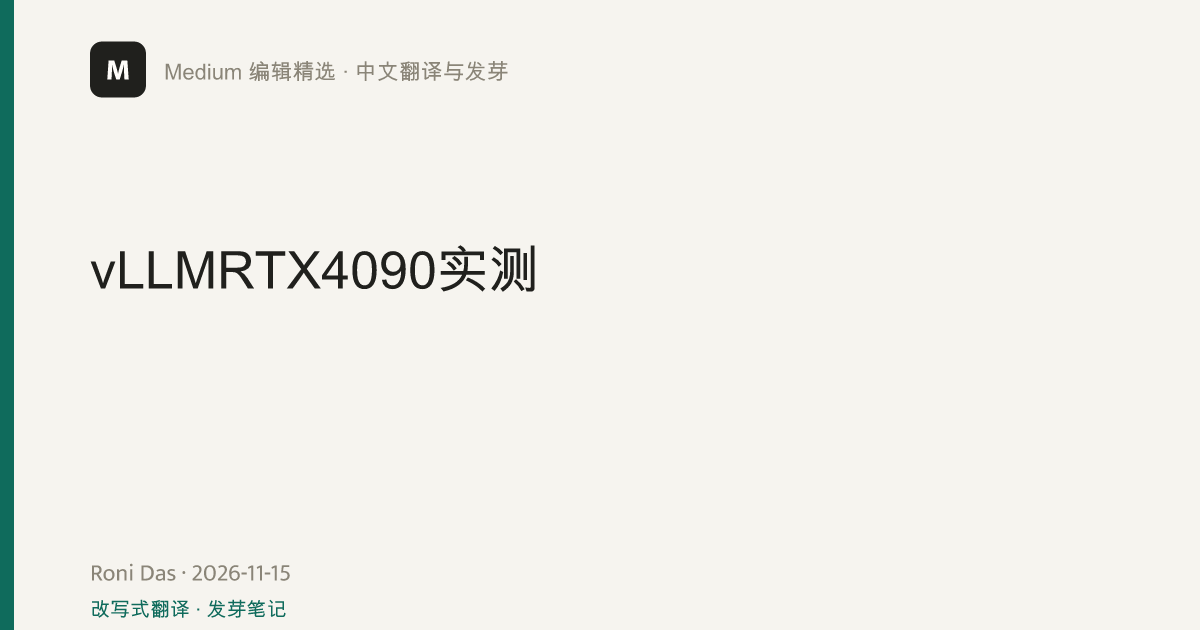 M
Medium 编辑精选 · 中文翻译与发芽
vLLMRTX4090实测
Roni Das · 2026-11-15
改写式翻译 · 发芽笔记